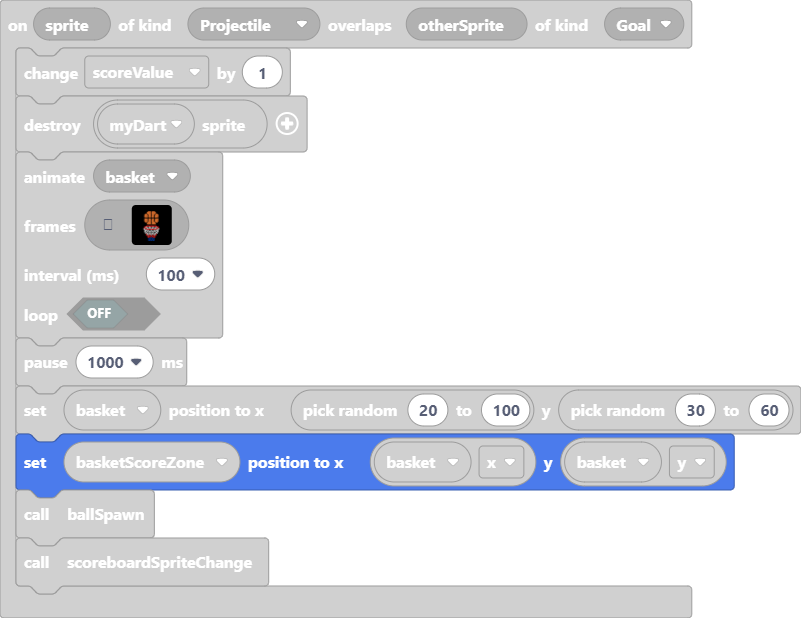 on sprite of kind Projectile overlaps otherSprite of kind Goal
change scoreValue by 1
destroy myDart sprite
animate basket
frames
interval (ms) 100
loop OFF
pause 1000 ms
set basket position to x pick random 20 to 100 y pick random 30 to 60
set basketScoreZone position to x basket x y basket y
call ballSpawn
call scoreboardSpriteChange